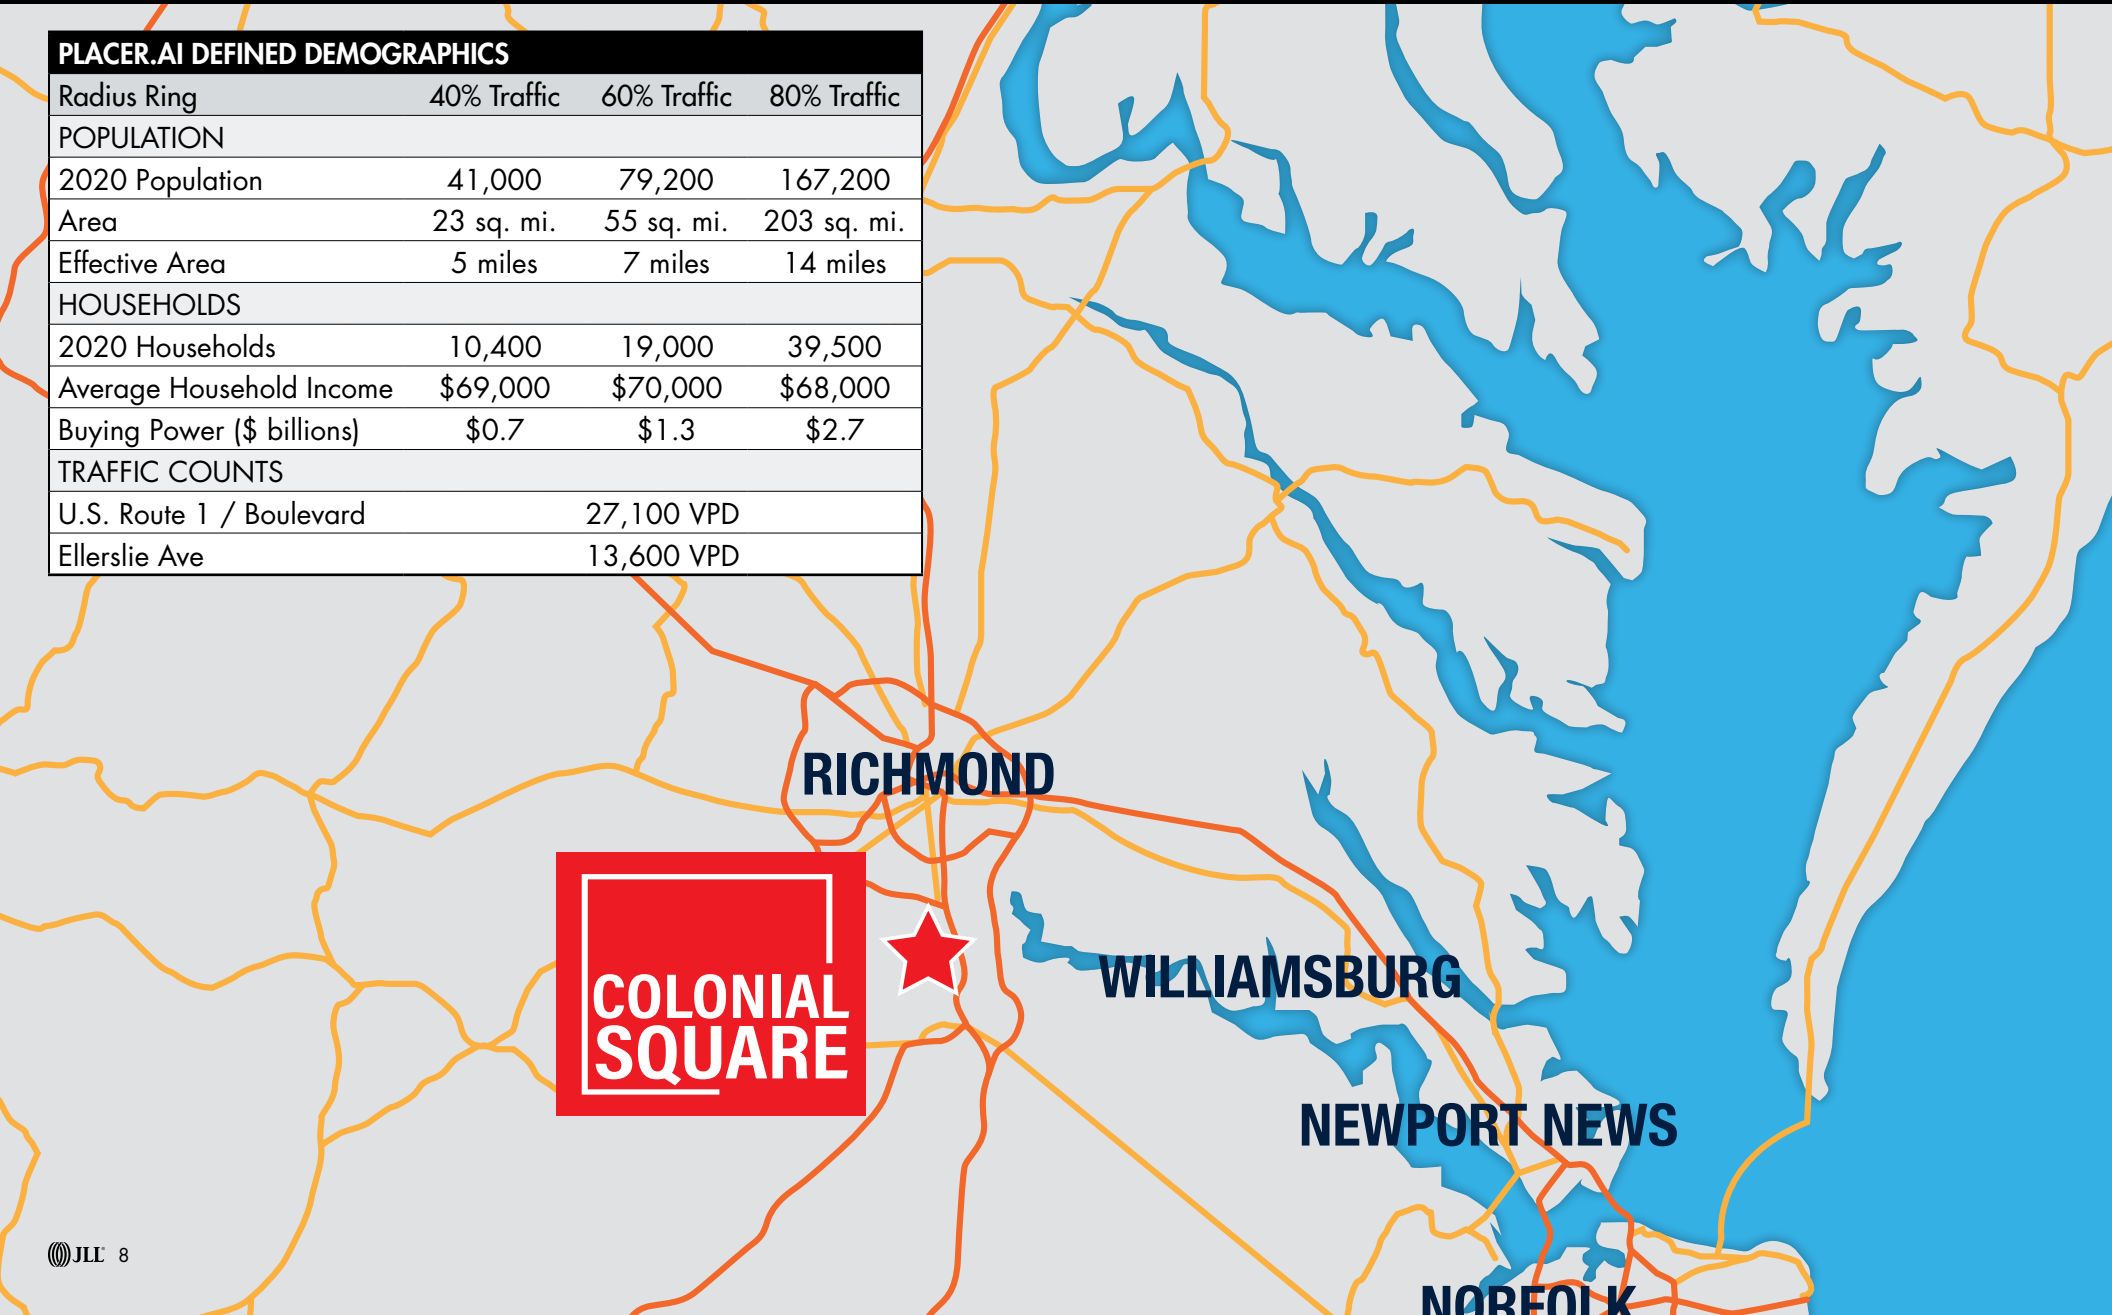 PLACER.AI DEFINED DEMOGRAPHICS
Radius Ring 40% Traffic 60% Traffic 80% Traffic
POPULATION
2020 Population 41,000 79,200 167,200
Area 23 sq. mi. 55 sq. mi. 203 sq. mi.
Effective Area 5 miles 7 miles 14 miles
HOUSEHOLDS
2020 Households 10,400 19,000 39,500
Average Household Income $69,000 $70,000 $68,000
Buying Power ($ billions) $0.7 $1.3 $2.7
TRAFFIC COUNTS
U.S. Route 1 / Boulevard 27,100 VPD
Ellerslie Ave 13,600 VPD
RICHMOND
COLONIAL
SQUARE
WILLIAMSBURG
NEWPORT NEWS
NORFOLK
JLL® 8